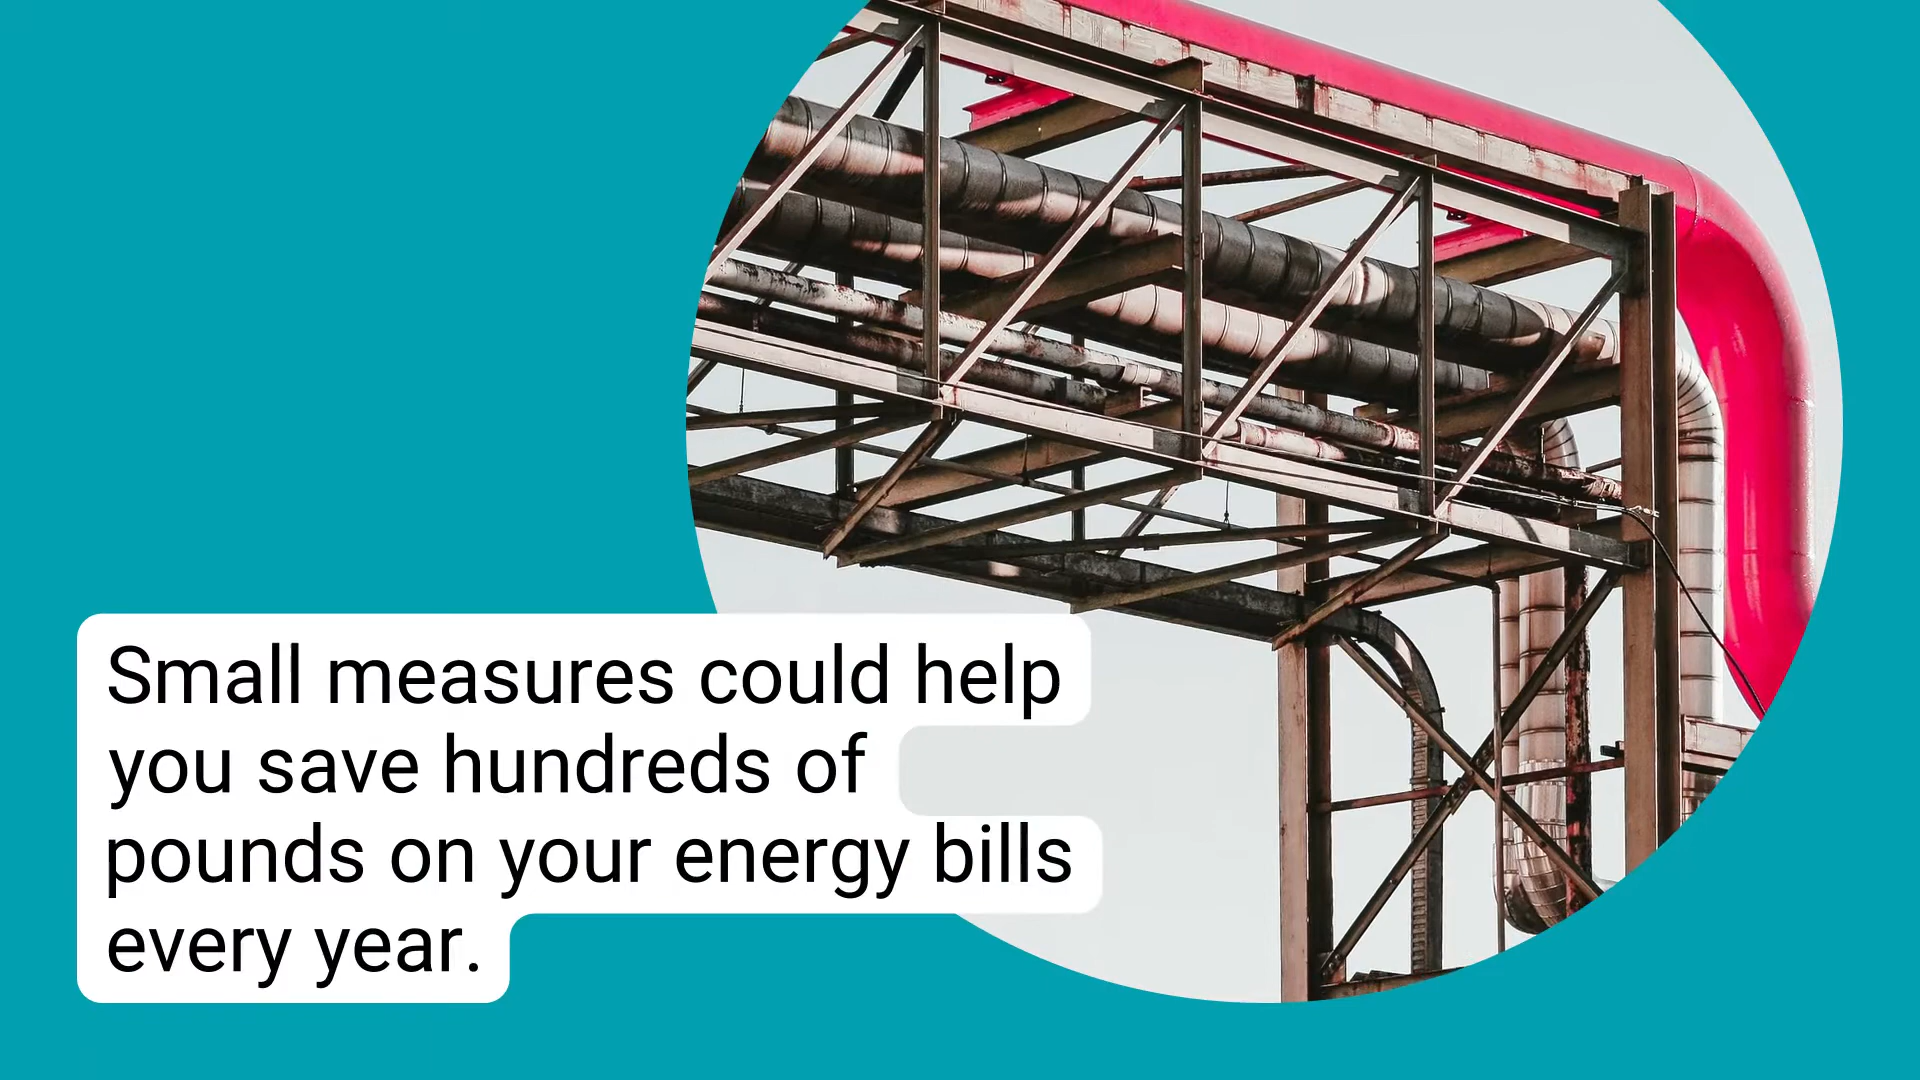 Small measures could help
you save hundreds of
pounds on your energy bills
every year.